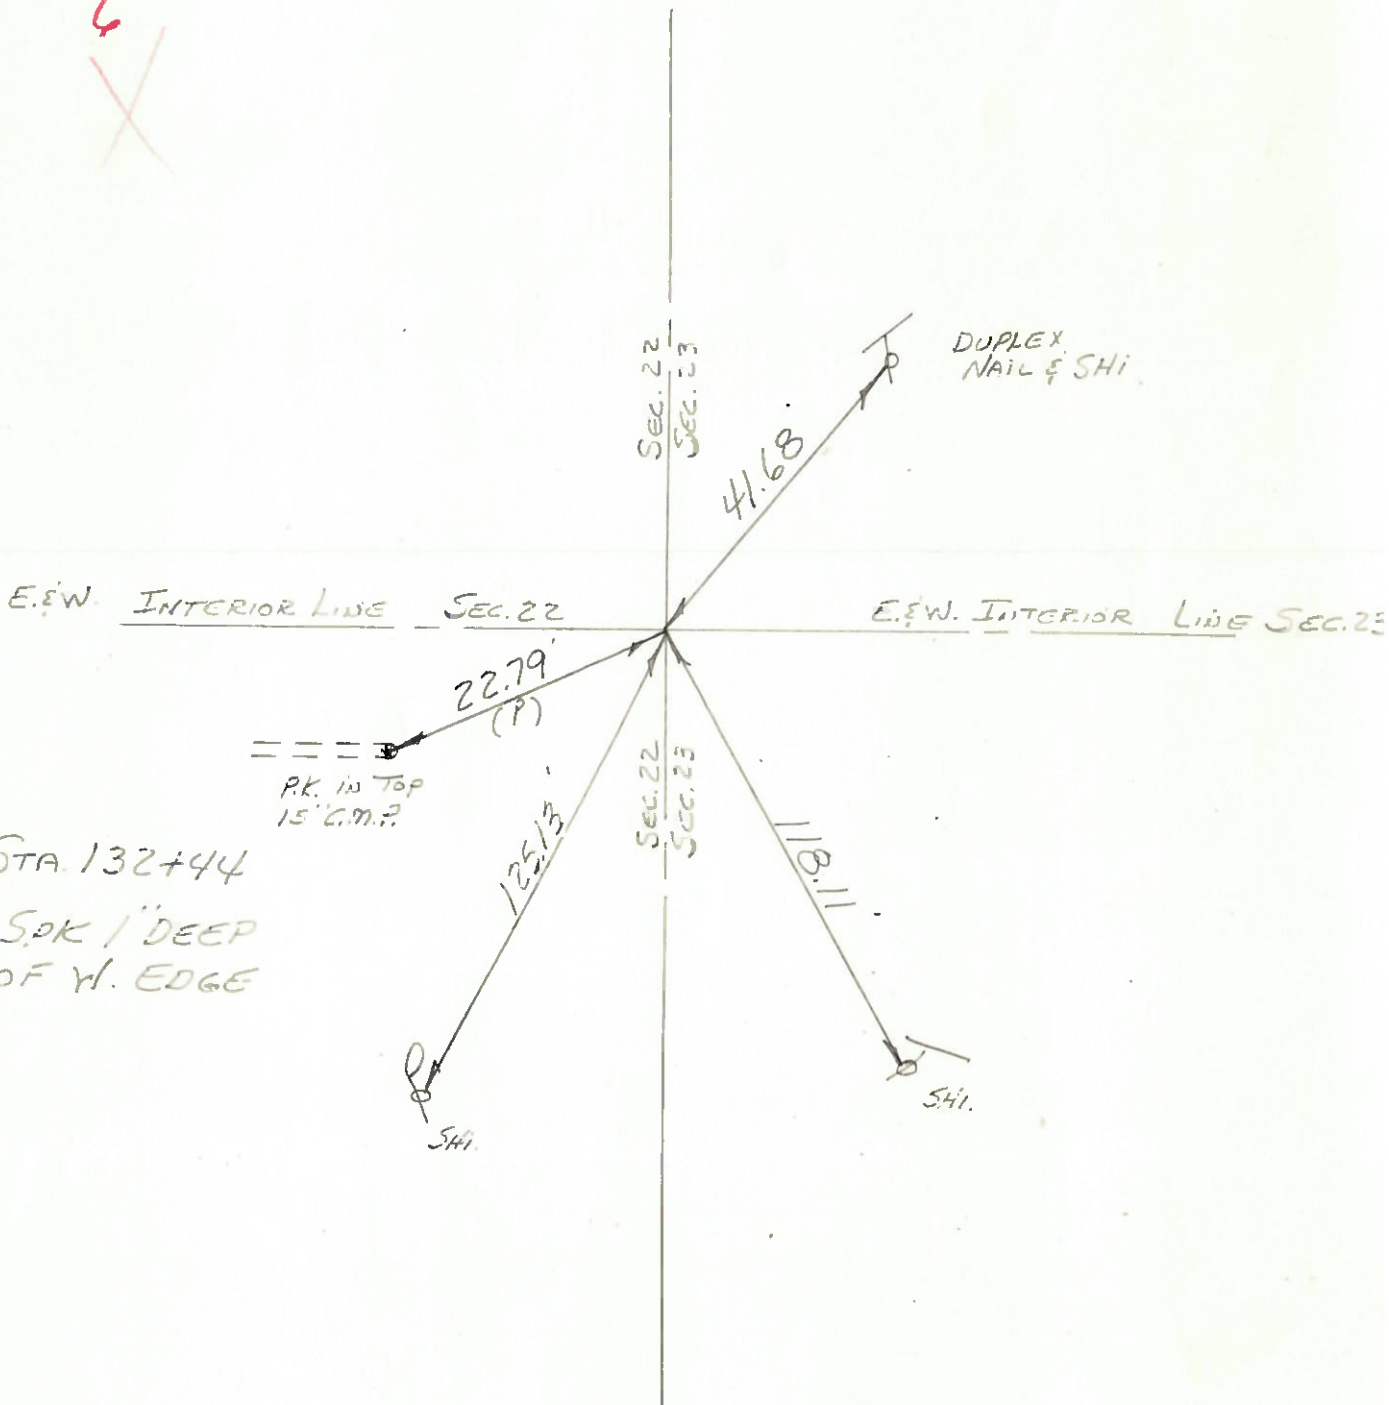 6
SEC. 22
SEC. 23
DUPLEX
NAIL & SHI.
41.68'
E.&W. INTERIOR LINE SEC. 22
E.&W. INTERIOR LINE SEC. 23
22.79'
(P)
P.K. IN TOP
15" C.M.P.
SEC. 22
SEC. 23
125.13'
118.11'
STA. 132+44
SPK 1" DEEP
OF W. EDGE
SHI.
SHI.